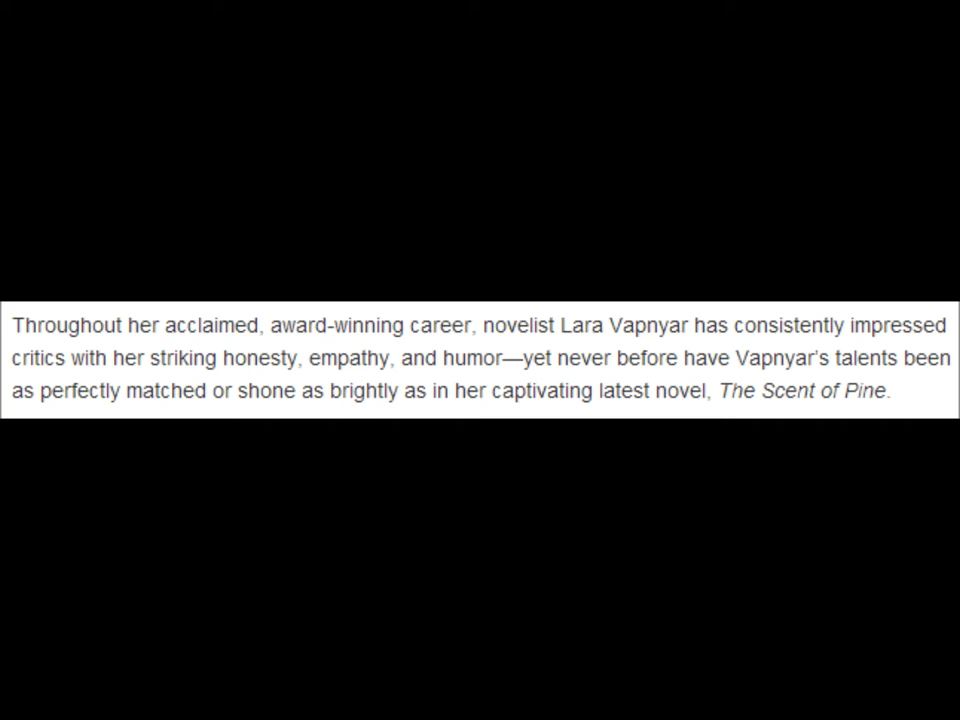 Throughout her acclaimed, award-winning career, novelist Lara Vapnyar has consistently impressed
critics with her striking honesty, empathy, and humor—yet never before have Vapnyar's talents been
as perfectly matched or shone as brightly as in her captivating latest novel, The Scent of Pine.